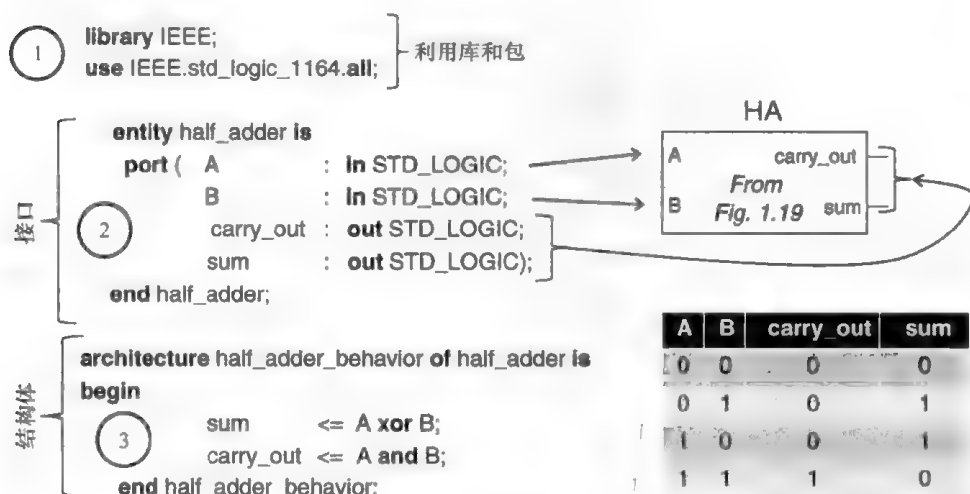 1
library IEEE;
use IEEE.std_logic_1164.all;
利用库和包
接口
2
entity half_adder is
port ( A : in STD_LOGIC;
B : in STD_LOGIC;
carry_out : out STD_LOGIC;
sum : out STD_LOGIC);
end half_adder;
HA
A carry_out
From
B Fig. 1.19 sum
结构体
3
architecture half_adder_behavior of half_adder is
begin
sum <= A xor B;
carry_out <= A and B;
end half_adder_behavior;
A B carry_out sum
0 0 0 0
0 1 0 1
1 0 0 1
1 1 1 0